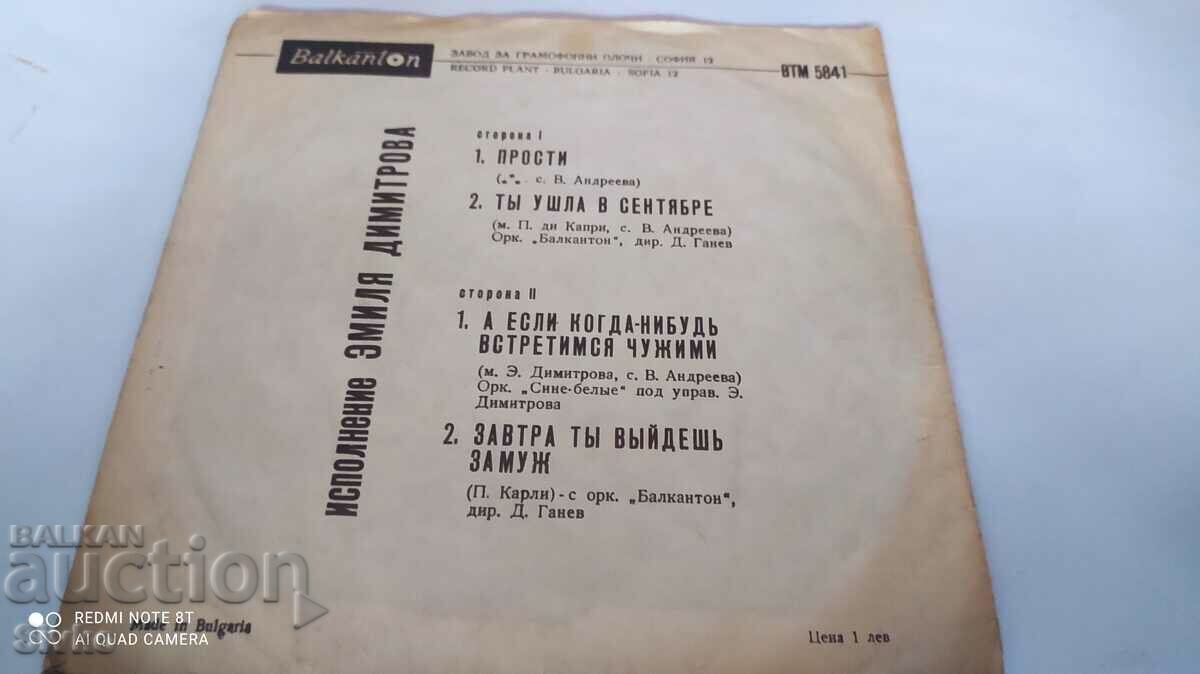 Balkanton
ЗАВОД ЗА ГРАМОФОННИ ПЛОЧИ · СОФИЯ 12
RECORD PLANT · BULGARIA · SOFIA 12
ВТМ 5841
ИСПОЛНЕНИЕ ЭМИЛЯ ДИМИТРОВА
сторона I
1. ПРОСТИ
(„*„ с. В. Андреева)
2. ТЫ УШЛА В СЕНТЯБРЕ
(м. П. ди Капри, с. В. Андреева)
Орк. „Балкантон", дир. Д. Ганев
сторона II
1. А ЕСЛИ КОГДА-НИБУДЬ
ВСТРЕТИМСЯ ЧУЖИМИ
(м. Э. Димитрова, с. В. Андреева)
Орк. „Сине-белые" под управ. Э.
Димитрова
2. ЗАВТРА ТЫ ВЫЙДЕШЬ
ЗАМУЖ
(П. Карли) - с орк. „Балкантон",
дир. Д. Ганев
BALKAN
auction
REDMI NOTE 8T
AI QUAD CAMERA
Made in Bulgaria
Цена 1 лев